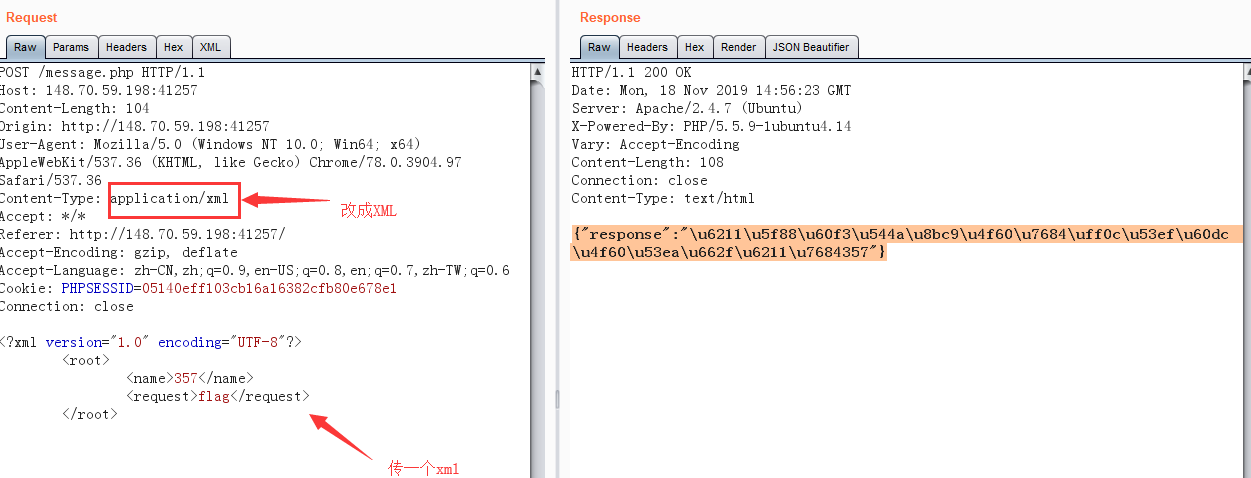 Request
Raw Params Headers Hex XML
POST /message.php HTTP/1.1
Host: 148.70.59.198:41257
Content-Length: 104
Origin: http://148.70.59.198:41257
User-Agent: Mozilla/5.0 (Windows NT 10.0; Win64; x64)
AppleWebKit/537.36 (KHTML, like Gecko) Chrome/78.0.3904.97
Safari/537.36
Content-Type: application/xml
改成XML
Accept: */*
Referer: http://148.70.59.198:41257/
Accept-Encoding: gzip, deflate
Accept-Language: zh-CN,zh;q=0.9,en-US;q=0.8,en;q=0.7,zh-TW;q=0.6
Cookie: PHPSESSID=05140eff103cb16a16382cfb80e678e1
Connection: close
<?xml version="1.0" encoding="UTF-8"?>
<root>
<name>357</name>
<request>flag</request>
</root>
传一个xml
Response
Raw Headers Hex Render JSON Beautifier
HTTP/1.1 200 OK
Date: Mon, 18 Nov 2019 14:56:23 GMT
Server: Apache/2.4.7 (Ubuntu)
X-Powered-By: PHP/5.5.9-1ubuntu4.14
Vary: Accept-Encoding
Content-Length: 108
Connection: close
Content-Type: text/html
{"response":"\u6211\u5f88\u60f3\u544a\u8bc9\u4f60\u7684\uff0c\u53ef\u60dc
\u4f60\u53ea\u662f\u6211\u7684357"}